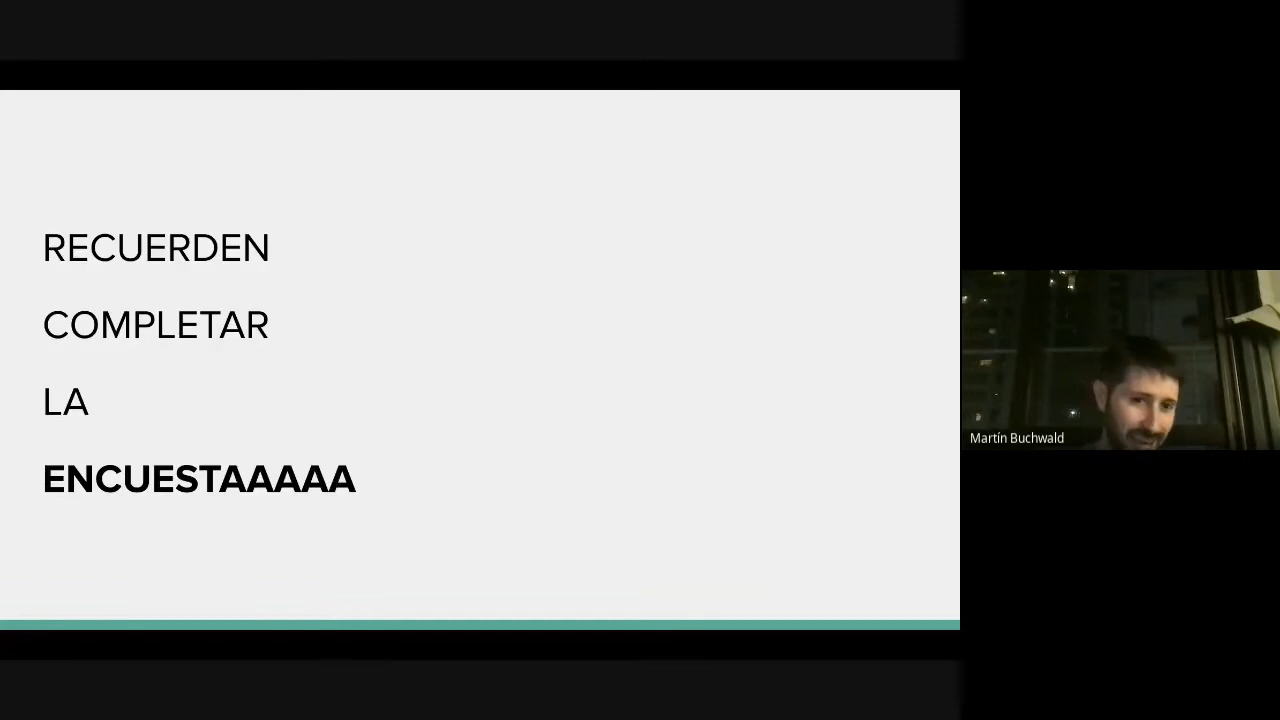 RECUERDEN
COMPLETAR
LA
ENCUESTAAAAA
Martín Buchwald